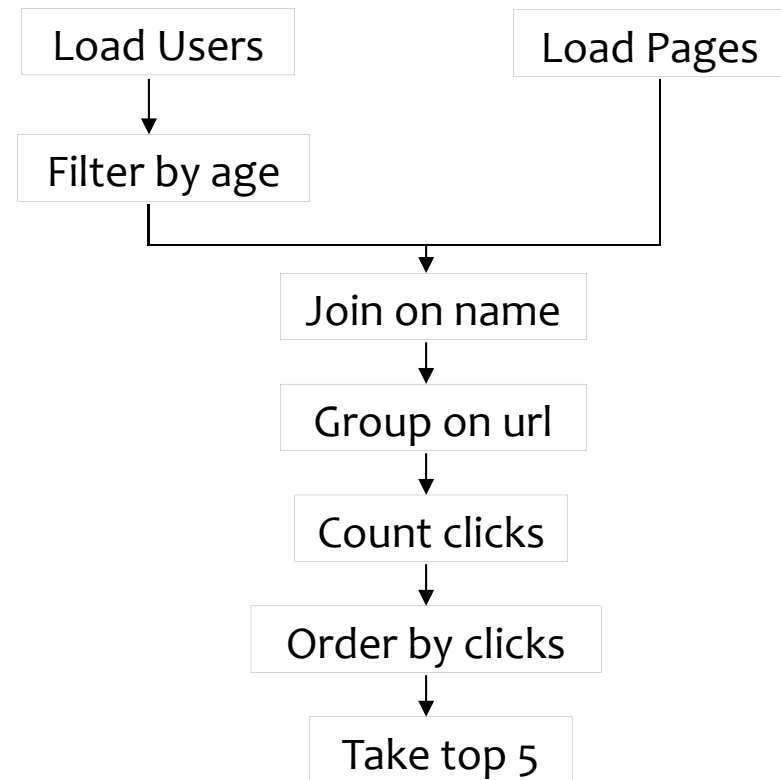 Load Users
Load Pages
Filter by age
Join on name
Group on url
Count clicks
Order by clicks
Take top 5